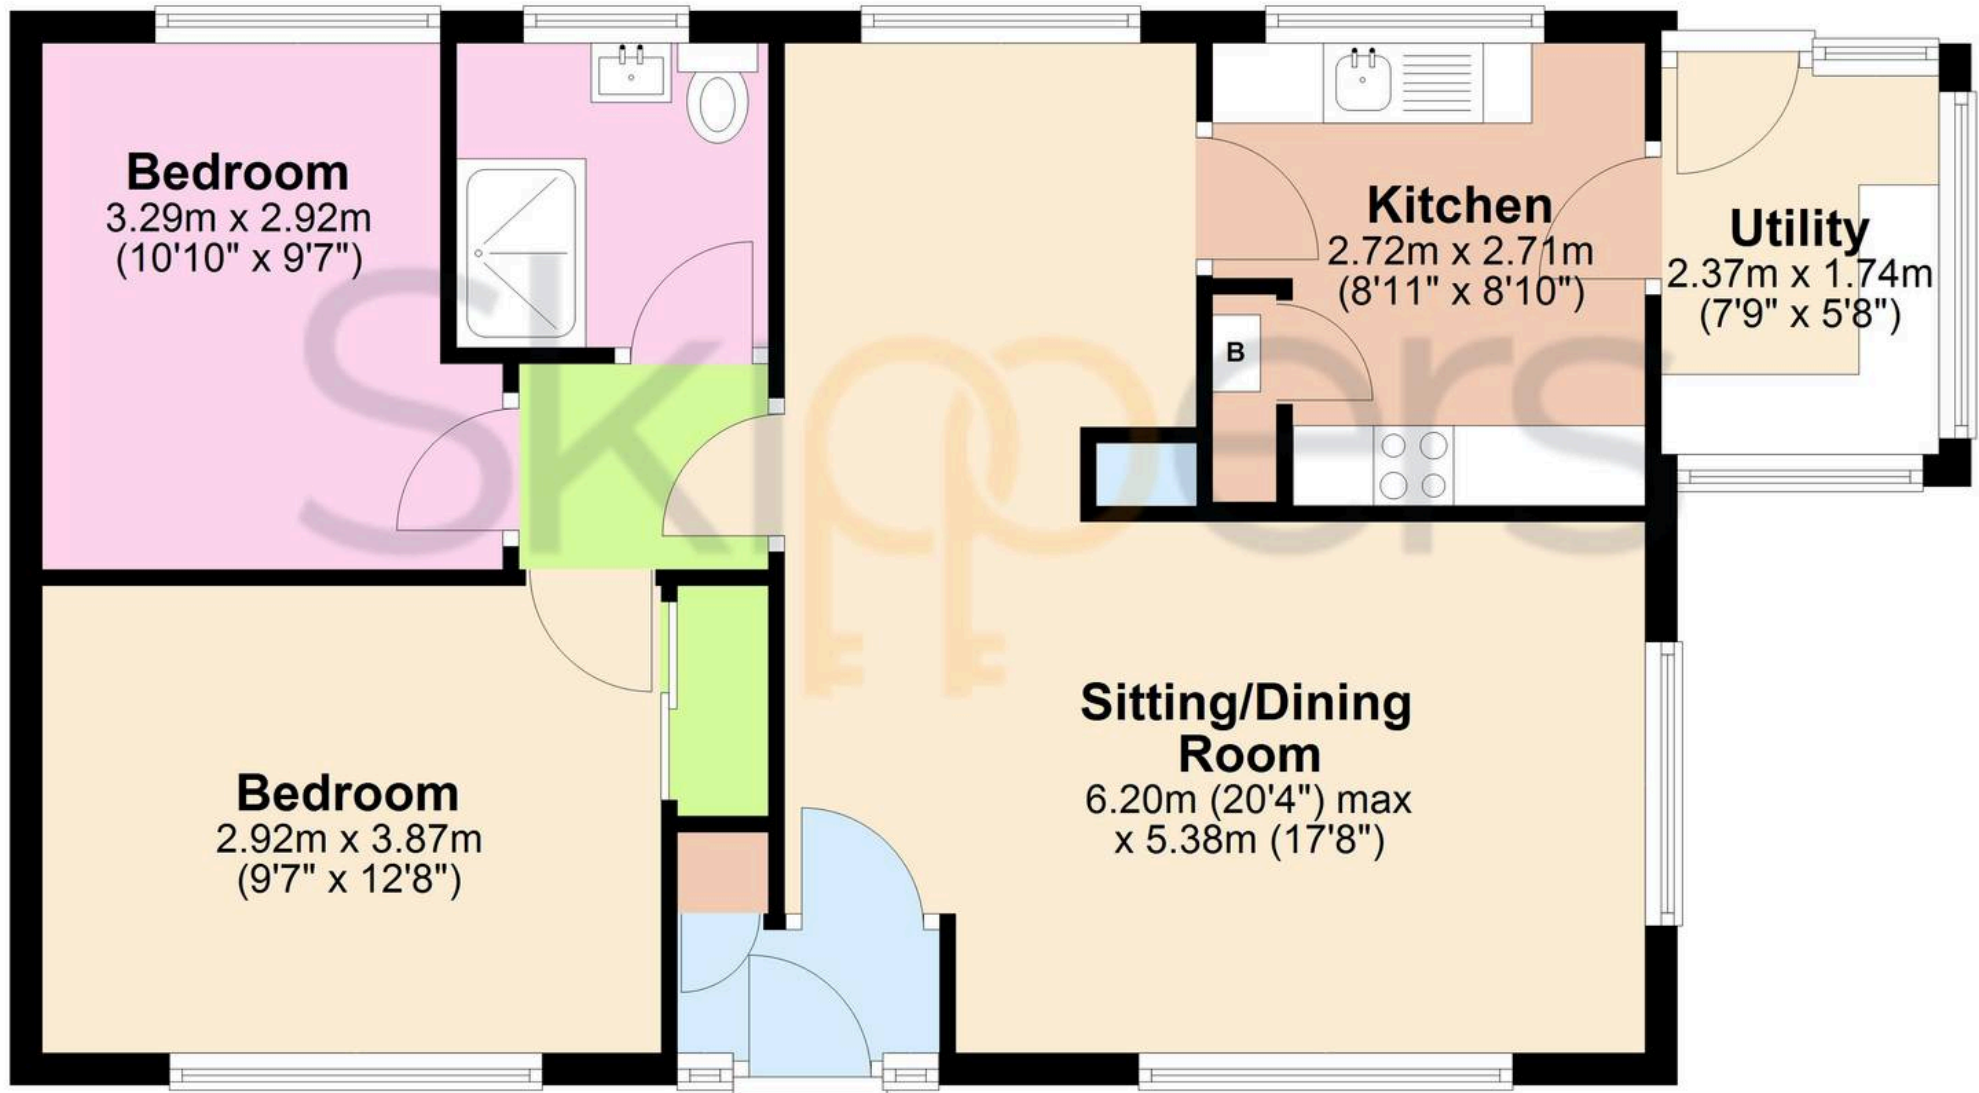 Bedroom
3.29m x 2.92m
(10'10" x 9'7")
Kitchen
2.72m x 2.71m
(8'11" x 8'10")
Utility
2.37m x 1.74m
(7'9" x 5'8")
B
Skippers
Sitting/Dining
Room
6.20m (20'4") max
x 5.38m (17'8")
Bedroom
2.92m x 3.87m
(9'7" x 12'8")